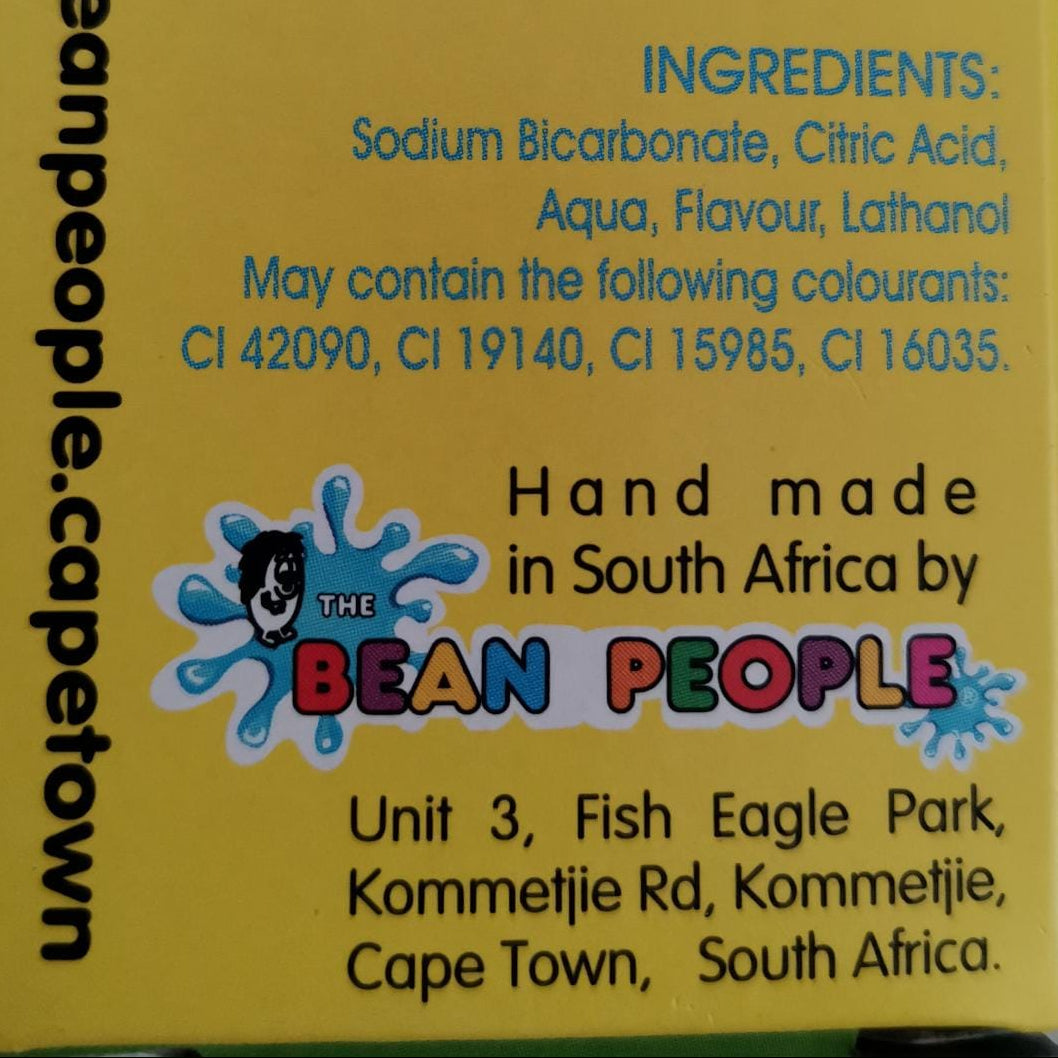 INGREDIENTS:
Sodium Bicarbonate, Citric Acid,
Aqua, Flavour, Lathanol
May contain the following colourants:
CI 42090, CI 19140, CI 15985, CI 16035.
Hand made
in South Africa by
THE
BEAN PEOPLE
Unit 3, Fish Eagle Park,
Kommetjie Rd, Kommetjie,
Cape Town, South Africa.
eanpeople.capetown